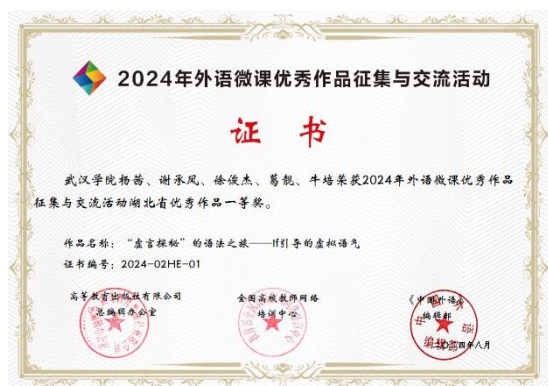 2024年外语微课优秀作品征集与交流活动
证 书
武汉学院杨茜、谢承凤、徐俊杰、葛靓、牛培荣获2024年外语微课优秀作品
征集与交流活动湖北省优秀作品一等奖。
作品名称：“虚言探秘”的语法之旅——If引导的虚拟语气
证书编号：2024-02HE-01
高等教育出版社有限公司 全国高校教师网络 《中国外语》
总编辑办公室 培训中心 编辑部
二〇二四年八月